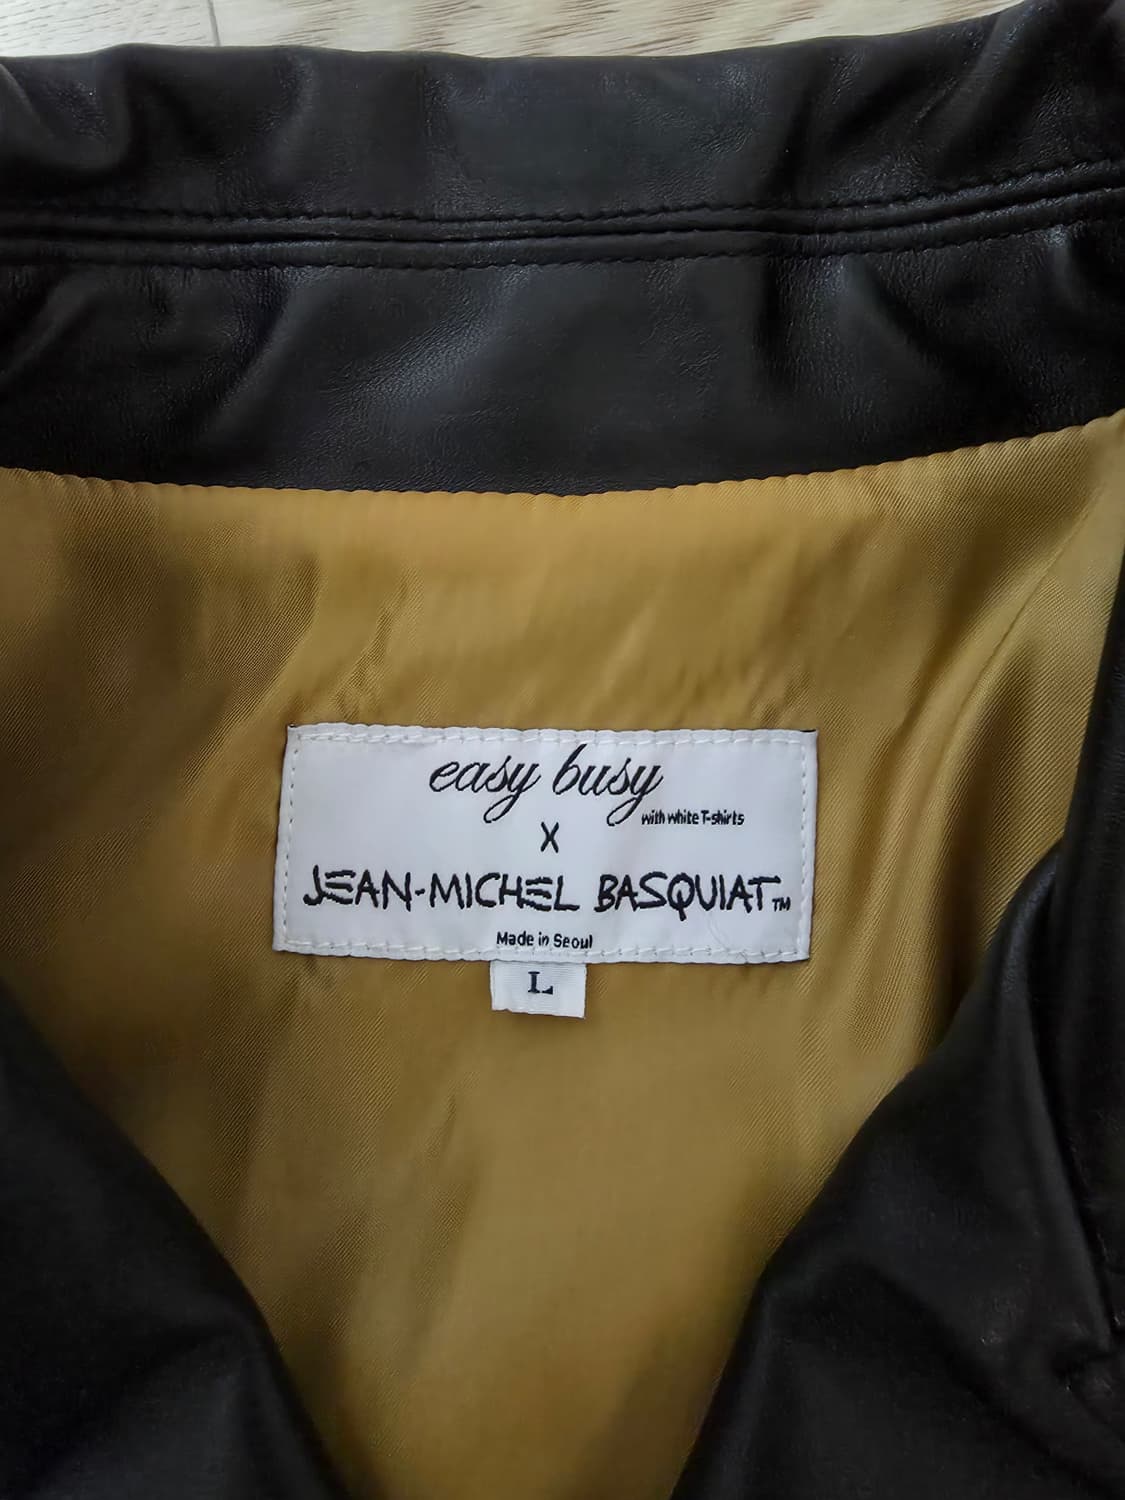 easy busy
with white T-shirts
X
JEAN-MICHEL BASQUIAT™
Made in Seoul
L